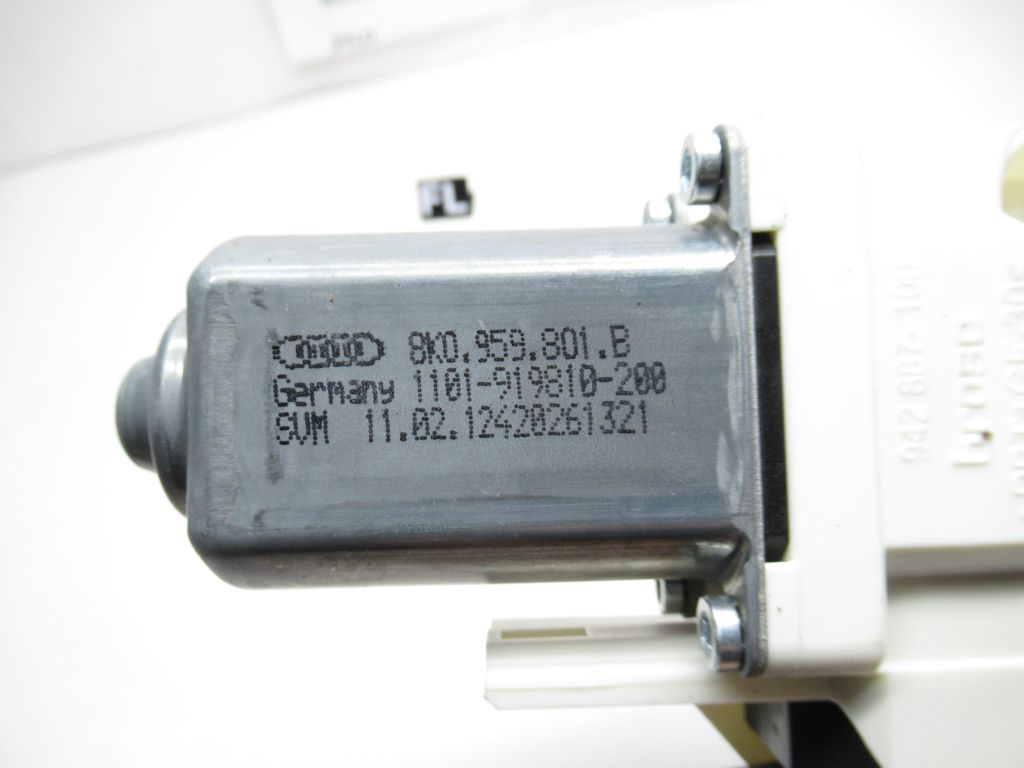 FL
8K0.959.801.B
Germany 1101-919810-200
SVM 11.02.12420261321
942 887-100